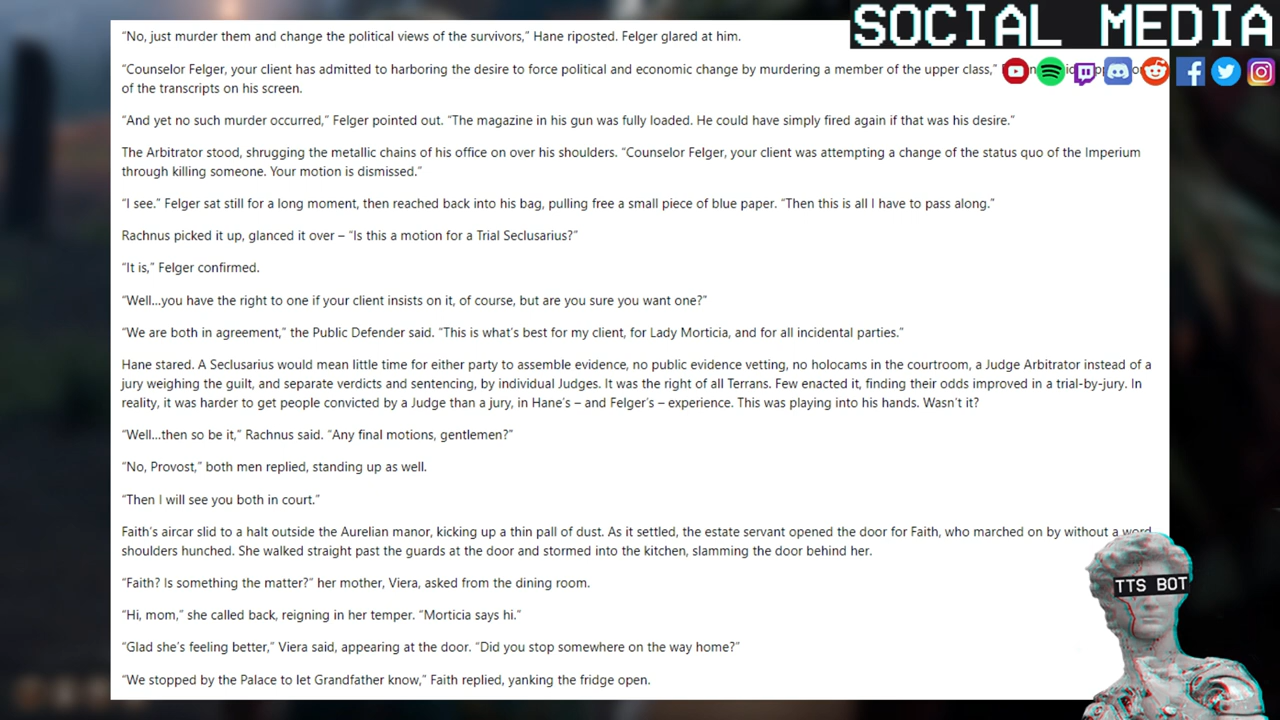 SOCIAL MEDIA
“No, just murder them and change the political views of the survivors,” Hane riposted. Felger glared at him.
“Counselor Felger, your client has admitted to harboring the desire to force political and economic change by murdering a member of the upper class,”
of the transcripts on his screen.
“And yet no such murder occurred,” Felger pointed out. “The magazine in his gun was fully loaded. He could have simply fired again if that was his desire.”
The Arbitrator stood, shrugging the metallic chains of his office on over his shoulders. “Counselor Felger, your client was attempting a change of the status quo of the Imperium
through killing someone. Your motion is dismissed.”
“I see.” Felger sat still for a long moment, then reached back into his bag, pulling free a small piece of blue paper. “Then this is all I have to pass along.”
Rachnus picked it up, glanced it over – “Is this a motion for a Trial Seclusarius?”
“It is,” Felger confirmed.
“Well...you have the right to one if your client insists on it, of course, but are you sure you want one?”
“We are both in agreement,” the Public Defender said. “This is what’s best for my client, for Lady Morticia, and for all incidental parties.”
Hane stared. A Seclusarius would mean little time for either party to assemble evidence, no public evidence vetting, no holocams in the courtroom, a Judge Arbitrator instead of a
jury weighing the guilt, and separate verdicts and sentencing, by individual Judges. It was the right of all Terrans. Few enacted it, finding their odds improved in a trial-by-jury. In
reality, it was harder to get people convicted by a Judge than a jury, in Hane’s – and Felger’s – experience. This was playing into his hands. Wasn’t it?
“Well...then so be it,” Rachnus said. “Any final motions, gentlemen?”
“No, Provost,” both men replied, standing up as well.
“Then I will see you both in court.”
Faith’s aircar slid to a halt outside the Aurelian manor, kicking up a thin pall of dust. As it settled, the estate servant opened the door for Faith, who marched on by without a word,
shoulders hunched. She walked straight past the guards at the door and stormed into the kitchen, slamming the door behind her.
“Faith? Is something the matter?” her mother, Viera, asked from the dining room.
“Hi, mom,” she called back, reigning in her temper. “Morticia says hi.”
“Glad she’s feeling better,” Viera said, appearing at the door. “Did you stop somewhere on the way home?”
“We stopped by the Palace to let Grandfather know,” Faith replied, yanking the fridge open.
TTS BOT